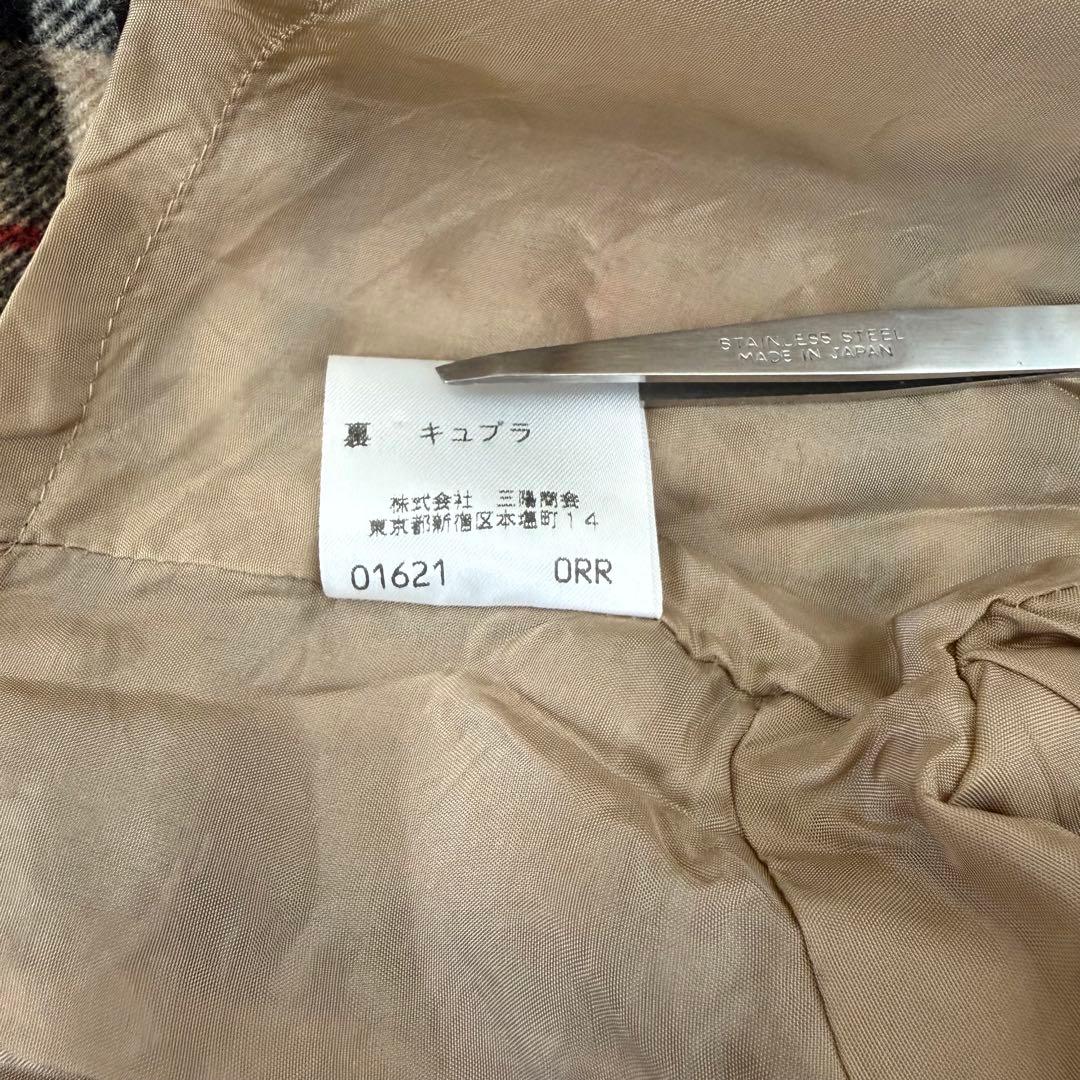 STAINLESS STEEL
MADE IN JAPAN
裏 キュプラ
株式会社 三陽商会
東京都新宿区本塩町14
01621 ORR